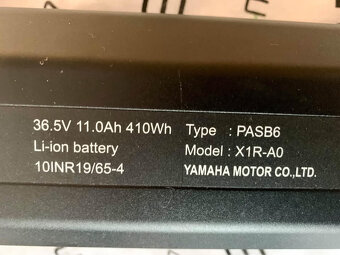 36.5V 11.0Ah 410Wh Type : PASB6
Li-ion battery Model : X1R-A0
10INR19/65-4 YAMAHA MOTOR CO.,LTD.